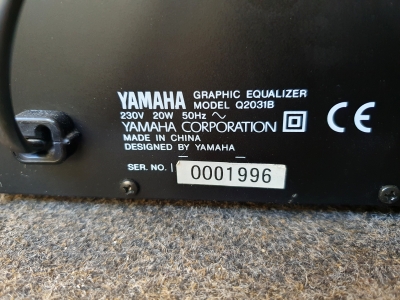 YAMAHA GRAPHIC EQUALIZER
MODEL Q2031B
230V 20W 50Hz ~
YAMAHA CORPORATION
MADE IN CHINA
DESIGNED BY YAMAHA
SER. NO. 0001996
CE